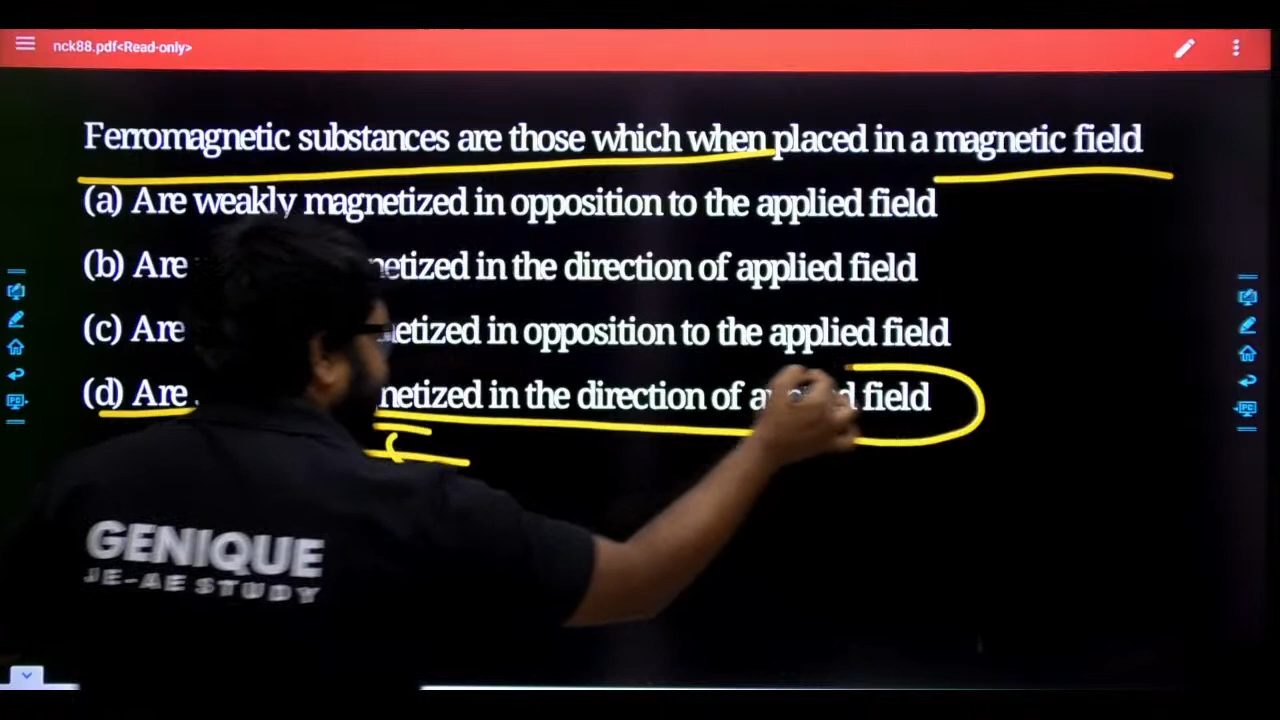 nck88.pdf<Read-only>
Ferromagnetic substances are those which when placed in a magnetic field
(a) Are weakly magnetized in opposition to the applied field
(b) Are netized in the direction of applied field
(c) Are etized in opposition to the applied field
(d) Are netized in the direction of field
GENIQUE
JE-AE STUDY